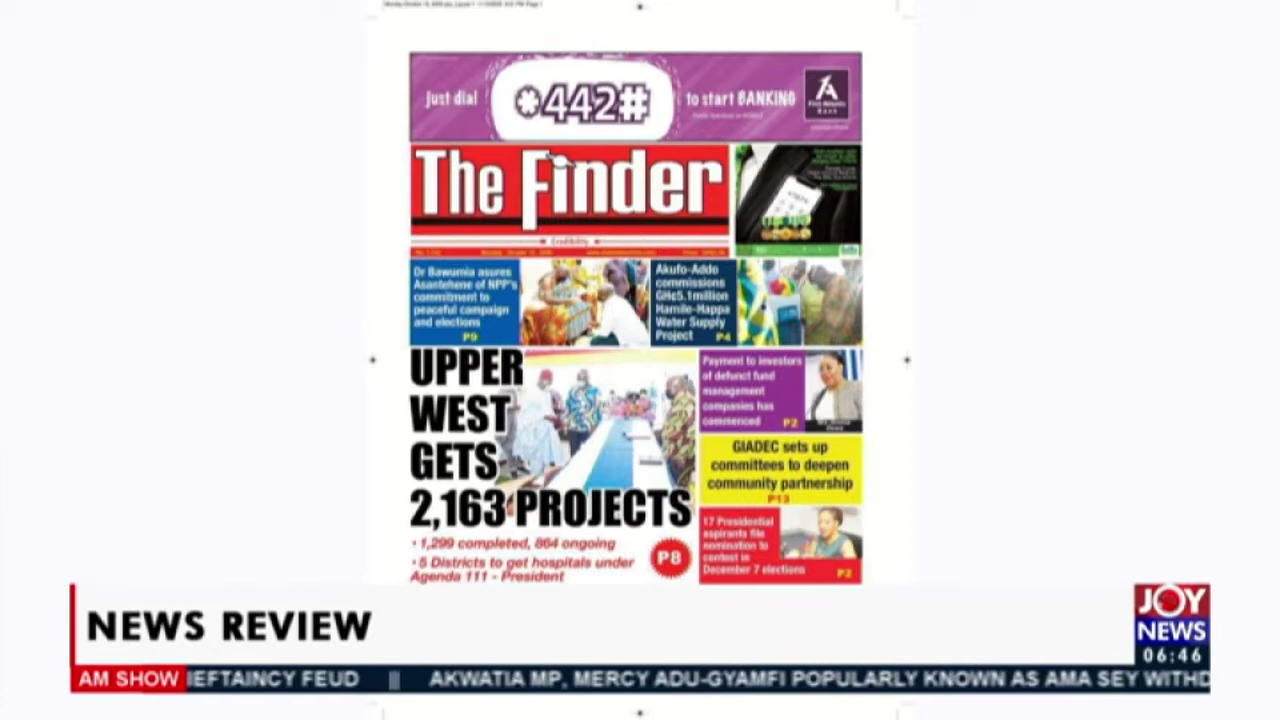 Just dial
*442#
to start BANKING
The Finder
Credibility
Dr Bawumia asures
Asantehene of NPP's
commitment to
peaceful campaign
and elections
P9
Akufo-Addo
commissions
GH¢5.1million
Hamile-Happa
Water Supply
Project P4
UPPER
WEST
GETS
2,163 PROJECTS
• 1,299 completed, 864 ongoing
• 5 Districts to get hospitals under
Agenda 111 - President
P8
Payment to investors
of defunct fund
management
companies has
commenced P2
GIADEC sets up
committees to deepen
community partnership
P13
17 Presidential
aspirants file
nomination to
contest in
December 7 elections
P2
NEWS REVIEW
JOY
NEWS
06:46
AM SHOW IEFTAINCY FEUD || AKWATIA MP, MERCY ADU-GYAMFI POPULARLY KNOWN AS AMA SEY WITHD